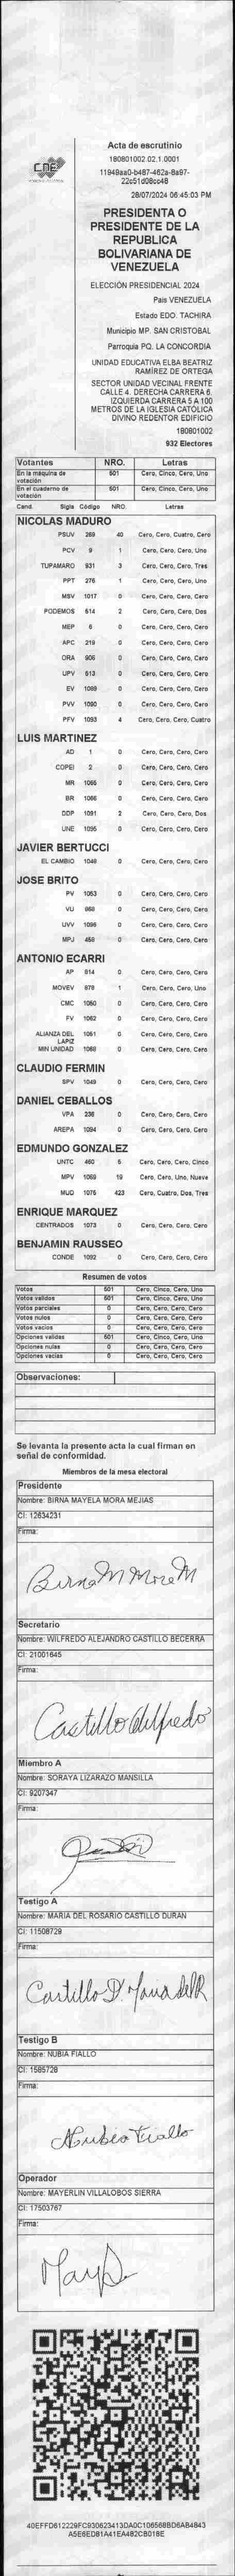 CNE
Acta de escrutinio
180801002.02.1.0001
11949aa0-b487-462a-8a97-
22c51d08cc48
28/07/2024 06:45:03 PM
PRESIDENTA O
PRESIDENTE DE LA
REPUBLICA
BOLIVARIANA DE
VENEZUELA
ELECCIÓN PRESIDENCIAL 2024
Pais VENEZUELA
Estado EDO. TACHIRA
Municipio MP. SAN CRISTOBAL
Parroquia PQ. LA CONCORDIA
UNIDAD EDUCATIVA ELBA BEATRIZ
RAMÍREZ DE ORTEGA
SECTOR UNIDAD VECINAL FRENTE
CALLE 4. DERECHA CARRERA 6.
IZQUIERDA CARRERA 5 A 100
METROS DE LA IGLESIA CATÓLICA
DIVINO REDENTOR EDIFICIO
180801002
932 Electores
Votantes NRO. Letras
En la máquina de votación 501 Cero, Cinco, Cero, Uno
En el cuaderno de votación 501 Cero, Cinco, Cero, Uno
Cand. Sigla Código NRO. Letras
NICOLAS MADURO
PSUV 268 40 Cero, Cero, Cuatro, Cero
PCV 9 1 Cero, Cero, Cero, Uno
TUPAMARO 931 3 Cero, Cero, Cero, Tres
PPT 276 1 Cero, Cero, Cero, Uno
MSV 1017 0 Cero, Cero, Cero, Cero
PODEMOS 614 2 Cero, Cero, Cero, Dos
MEP 6 0 Cero, Cero, Cero, Cero
APC 219 0 Cero, Cero, Cero, Cero
ORA 906 0 Cero, Cero, Cero, Cero
UPV 613 0 Cero, Cero, Cero, Cero
EV 1089 0 Cero, Cero, Cero, Cero
PVV 1090 0 Cero, Cero, Cero, Cero
PFV 1093 4 Cero, Cero, Cero, Cuatro
LUIS MARTINEZ
AD 1 0 Cero, Cero, Cero, Cero
COPEI 2 0 Cero, Cero, Cero, Cero
MR 1065 0 Cero, Cero, Cero, Cero
BR 1066 0 Cero, Cero, Cero, Cero
DDP 1091 2 Cero, Cero, Cero, Dos
UNE 1095 0 Cero, Cero, Cero, Cero
JAVIER BERTUCCI
EL CAMBIO 1048 0 Cero, Cero, Cero, Cero
JOSE BRITO
PV 1053 0 Cero, Cero, Cero, Cero
VU 868 0 Cero, Cero, Cero, Cero
UVV 1096 0 Cero, Cero, Cero, Cero
MPJ 458 0 Cero, Cero, Cero, Cero
ANTONIO ECARRI
AP 814 0 Cero, Cero, Cero, Cero
MOVEV 878 1 Cero, Cero, Cero, Uno
CMC 1060 0 Cero, Cero, Cero, Cero
FV 1062 0 Cero, Cero, Cero, Cero
ALIANZA DEL LAPIZ 1061 0 Cero, Cero, Cero, Cero
MIN UNIDAD 1068 0 Cero, Cero, Cero, Cero
CLAUDIO FERMIN
SPV 1049 0 Cero, Cero, Cero, Cero
DANIEL CEBALLOS
VPA 236 0 Cero, Cero, Cero, Cero
AREPA 1094 0 Cero, Cero, Cero, Cero
EDMUNDO GONZALEZ
UNTC 460 5 Cero, Cero, Cero, Cinco
MPV 1069 19 Cero, Cero, Uno, Nueve
MUD 1076 423 Cero, Cuatro, Dos, Tres
ENRIQUE MARQUEZ
CENTRADOS 1073 0 Cero, Cero, Cero, Cero
BENJAMIN RAUSSEO
CONDE 1092 0 Cero, Cero, Cero, Cero
Resumen de votos
Votos 501 Cero, Cinco, Cero, Uno
Votos validos 501 Cero, Cinco, Cero, Uno
Votos parciales 0 Cero, Cero, Cero, Cero
Votos nulos 0 Cero, Cero, Cero, Cero
Votos vacios 0 Cero, Cero, Cero, Cero
Opciones validas 501 Cero, Cinco, Cero, Uno
Opciones nulas 0 Cero, Cero, Cero, Cero
Opciones vacias 0 Cero, Cero, Cero, Cero
Observaciones:
Se levanta la presente acta la cual firman en
señal de conformidad.
Miembros de la mesa electoral
Presidente
Nombre: BIRNA MAYELA MORA MEJIAS
CI: 12634231
Firma:
Birna M Mora M
Secretario
Nombre: WILFREDO ALEJANDRO CASTILLO BECERRA
CI: 21001645
Firma:
Castillo Wilfredo
Miembro A
Nombre: SORAYA LIZARAZO MANSILLA
CI: 9207347
Firma:
Testigo A
Nombre: MARIA DEL ROSARIO CASTILLO DURAN
CI: 11508729
Firma:
Castillo D. Maria del R
Testigo B
Nombre: NUBIA FIALLO
CI: 1585728
Firma:
Nubia Fiallo
Operador
Nombre: MAYERLIN VILLALOBOS SIERRA
CI: 17503767
Firma:
40EFFD612229FC930623413DA0C106568BD6AB4843
A5E6ED81A41EA482CB018E